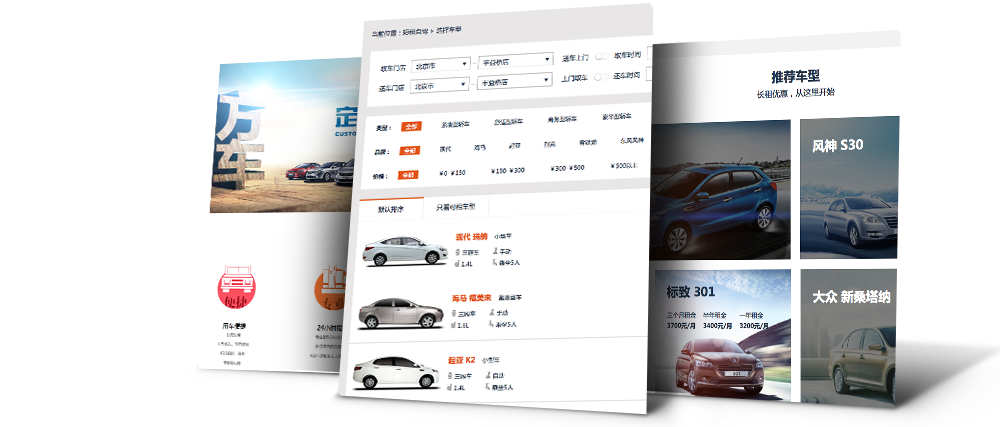 万
车
定
CUSTO
便捷
专业
用车便捷
24小时
当前位置：短租自驾 > 选择车型
取车门店 北京市 平益桥店 送车上门 取车时间
还车门店 北京市 平益桥店 上门取车 还车时间
类型： 全部 经济型轿车 舒适型轿车 商务型轿车 豪华型轿车
品牌： 全部 现代 海马 起亚 别克 雪铁龙 东风风神
价格： 全部 ￥0-￥150 ￥150-￥300 ￥300-￥500 ￥500以上
默认排序 只看可租车型
现代 瑞纳 小型车
三厢车 手动
1.4L 乘坐5人
海马 福美来 紧凑型车
三厢车 手动
1.6L 乘坐5人
起亚 K2 小型车
三厢车 自动
1.4L 乘坐5人
推荐车型
长租优惠，从这里开始
风神 S30
标致 301
三个月租金 半年租金 一年租金
3700元/月 3400元/月 3200元/月
大众 新桑塔纳